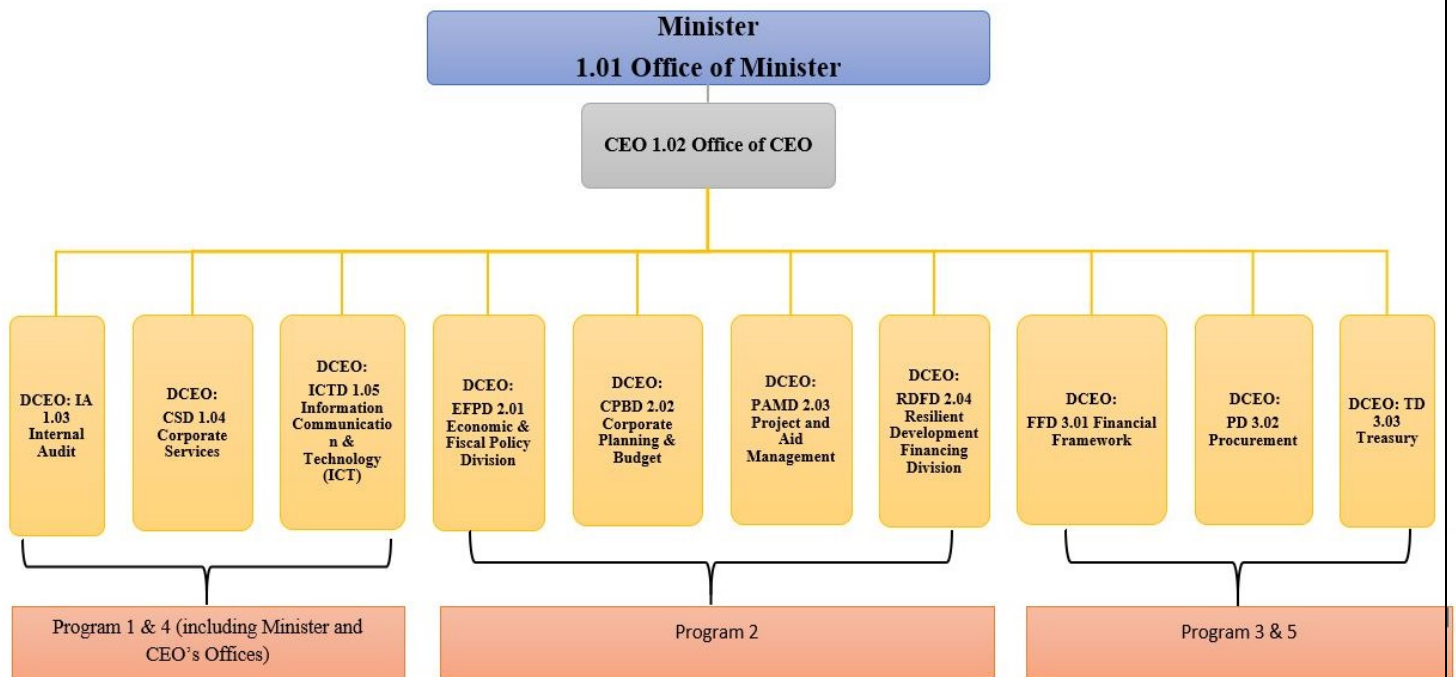 Minister
1.01 Office of Minister
CEO 1.02 Office of CEO
DCEO: IA
1.03
Internal
Audit
DCEO:
CSD 1.04
Corporate
Services
DCEO:
ICTD 1.05
Information
Communicatio
n &
Technology
(ICT)
DCEO:
EFPD 2.01
Economic &
Fiscal Policy
Division
DCEO:
CPBD 2.02
Corporate
Planning &
Budget
DCEO:
PAMD 2.03
Project and
Aid
Management
DCEO:
RDFD 2.04
Resilient
Development
Financing
Division
DCEO:
FFD 3.01 Financial
Framework
DCEO:
PD 3.02
Procurement
DCEO: TD
3.03
Treasury
Program 1 & 4 (including Minister and
CEO's Offices)
Program 2
Program 3 & 5